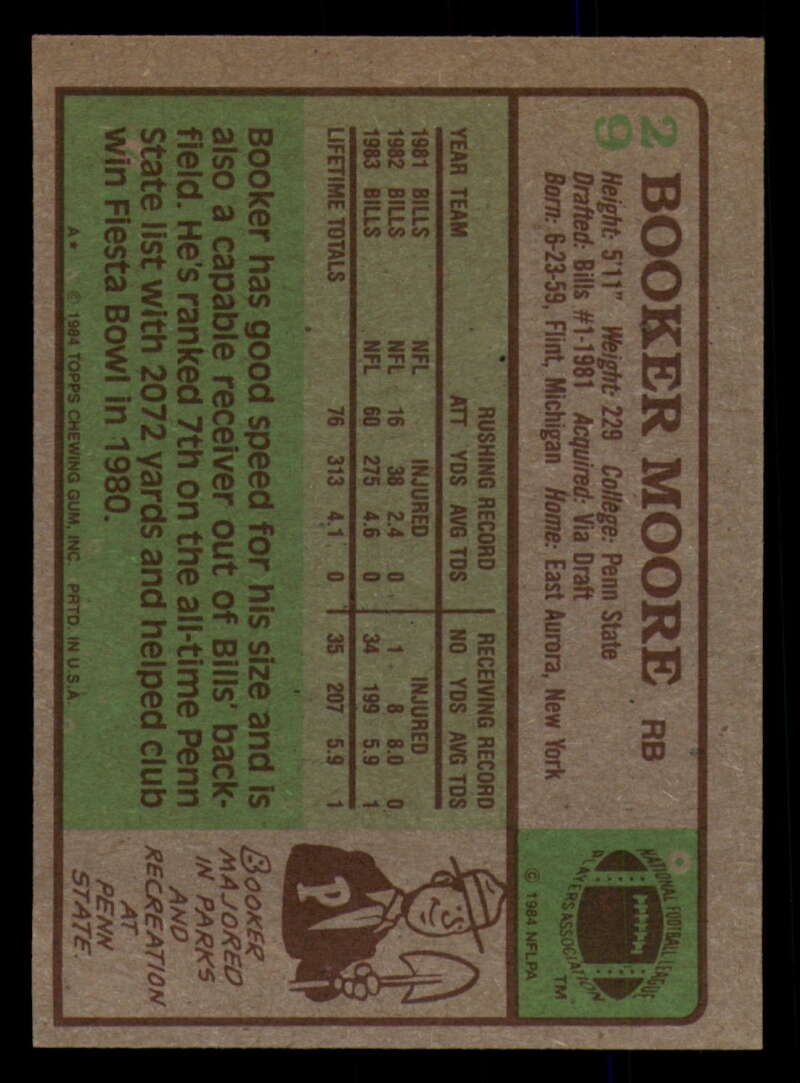 29
BOOKER MOORE RB
Height: 5'11" Weight: 229 College: Penn State
Drafted: Bills #1-1981 Acquired: Via Draft
Born: 6-23-59, Flint, Michigan Home: East Aurora, New York
NATIONAL FOOTBALL LEAGUE
PLAYERS ASSOCIATION
TM
© 1984 NFLPA
RUSHING RECORD RECEIVING RECORD
YEAR TEAM ATT YDS AVG TDS NO YDS AVG TDS
1981 BILLS NFL INJURED INJURED
1982 BILLS NFL 16 38 2.4 0 1 8 8.0 0
1983 BILLS NFL 60 275 4.6 0 34 199 5.9 1
LIFETIME TOTALS 76 313 4.1 0 35 207 5.9 1
Booker has good speed for his size and is
also a capable receiver out of Bills' back-
field. He's ranked 7th on the all-time Penn
State list with 2072 yards and helped club
win Fiesta Bowl in 1980.
A* © 1984 TOPPS CHEWING GUM, INC. PRTD. IN U.S.A.
P
BOOKER
MAJORED
IN PARKS
AND
RECREATION
AT
PENN
STATE.